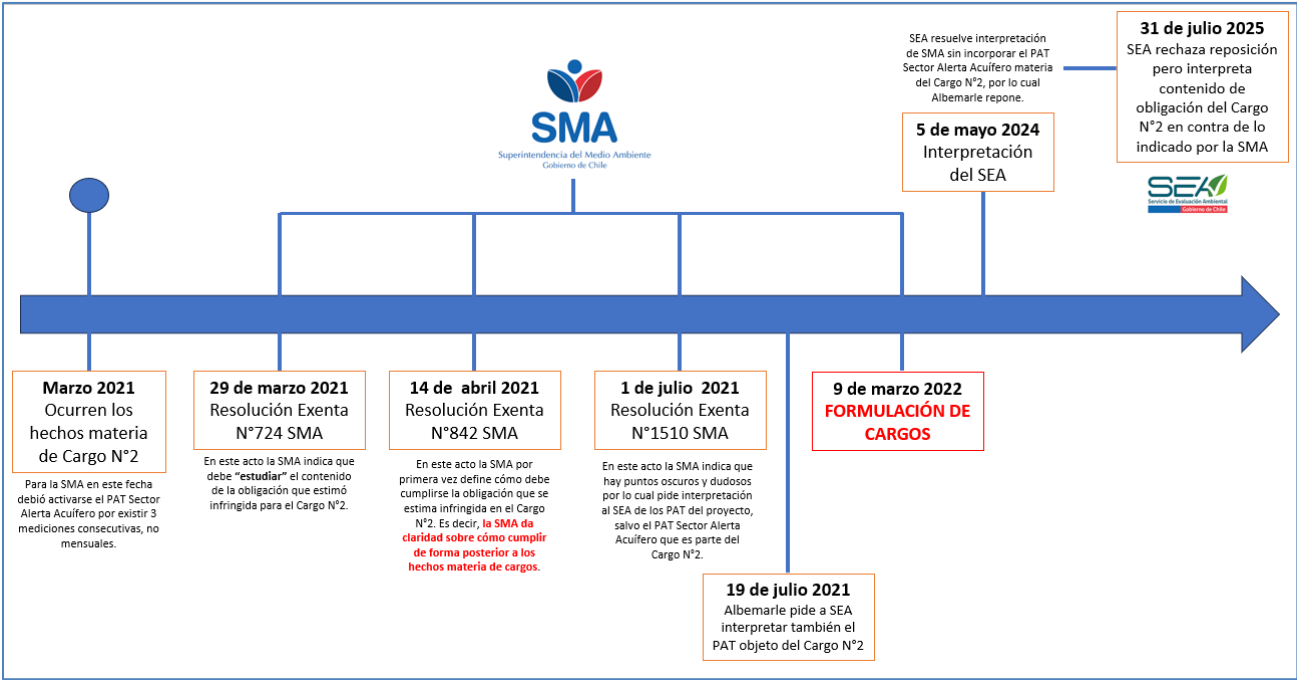 SMA
Superintendencia del Medio Ambiente
Gobierno de Chile
SEA resuelve interpretación
de SMA sin incorporar el PAT
Sector Alerta Acuífero materia
del Cargo N°2, por lo cual
Albemarle repone.
5 de mayo 2024
Interpretación
del SEA
31 de julio 2025
SEA rechaza reposición
pero interpreta
contenido de
obligación del Cargo
N°2 en contra de lo
indicado por la SMA
SEA
Servicio de Evaluación Ambiental
Gobierno de Chile
Marzo 2021
Ocurren los
hechos materia
de Cargo N°2
Para la SMA en este fecha
debió activarse el PAT Sector
Alerta Acuífero por existir 3
mediciones consecutivas, no
mensuales.
29 de marzo 2021
Resolución Exenta
N°724 SMA
En este acto la SMA indica que
debe “estudiar” el contenido
de la obligación que estimó
infringida para el Cargo N°2.
14 de  abril 2021
Resolución Exenta
N°842 SMA
En este acto la SMA por
primera vez define cómo debe
cumplirse la obligación que se
estima infringida en el Cargo
N°2. Es decir, la SMA da
claridad sobre cómo cumplir
de forma posterior a los
hechos materia de cargos.
1 de julio  2021
Resolución Exenta
N°1510 SMA
En este acto la SMA indica que
hay puntos oscuros y dudosos
por lo cual pide interpretación
al SEA de los PAT del proyecto,
salvo el PAT Sector Alerta
Acuífero que es parte del
Cargo N°2.
19 de julio 2021
Albemarle pide a SEA
interpretar también el
PAT objeto del Cargo N°2
9 de marzo 2022
FORMULACIÓN DE
CARGOS